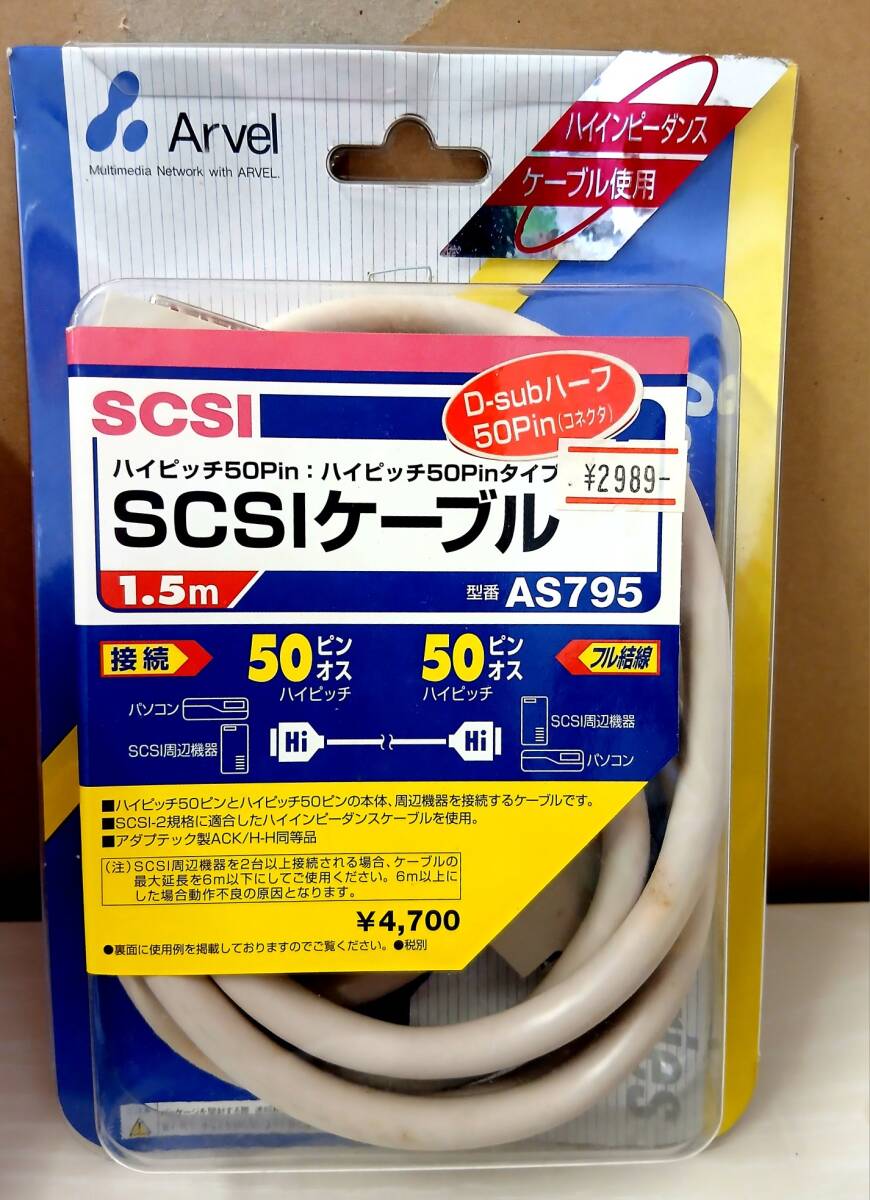 Arvel
Multimedia Network with ARVEL.
ハイインピーダンス
ケーブル使用
SCSI
D-subハーフ
50Pin(コネクタ)
ハイピッチ50Pin:ハイピッチ50Pinタイプ
¥2989-
SCSIケーブル
1.5m
型番 AS795
接続
50ピンオス
ハイピッチ
50ピンオス
ハイピッチ
フル結線
パソコン
SCSI周辺機器
Hi
Hi
SCSI周辺機器
パソコン
■ハイピッチ50ピンとハイピッチ50ピンの本体、周辺機器を接続するケーブルです。
■SCSI-2規格に適合したハイインピーダンスケーブルを使用。
■アダプテック製ACK/H-H同等品
(注)SCSI周辺機器を2台以上接続される場合、ケーブルの
最大延長を6m以下にしてご使用ください。6m以上に
した場合動作不良の原因となります。
¥4,700
●裏面に使用例を掲載しておりますのでご覧ください。●税別